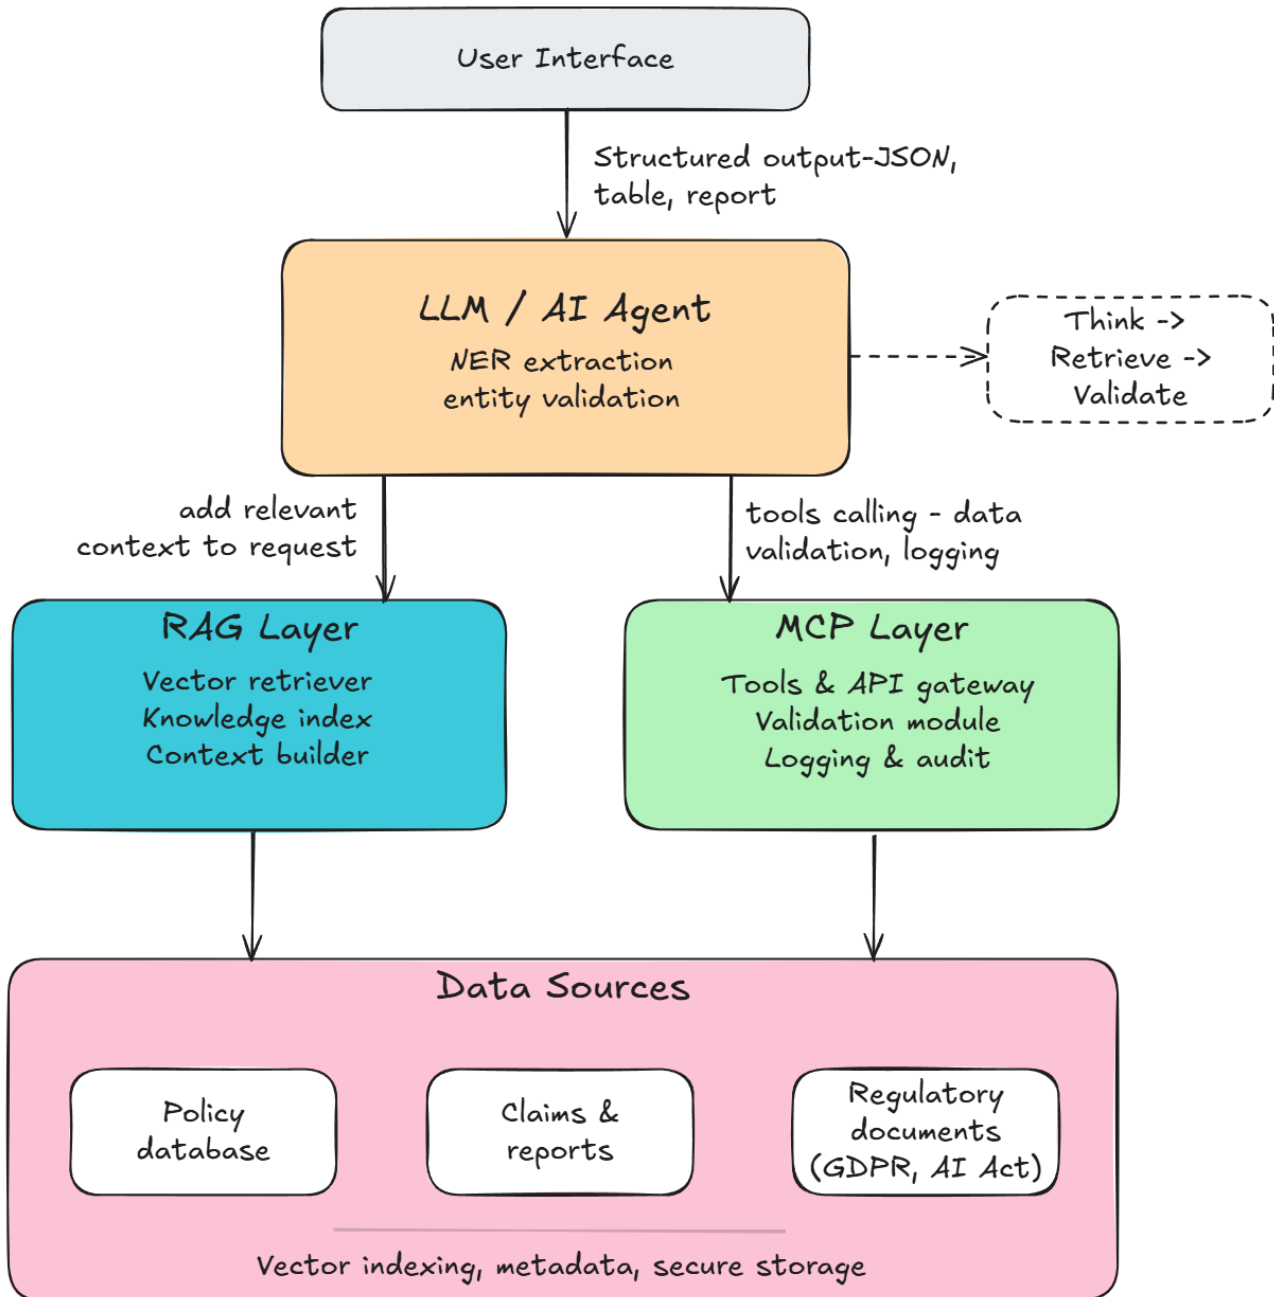 User Interface
Structured output-JSON,
table, report
LLM / AI Agent
NER extraction
entity validation
Think ->
Retrieve ->
Validate
add relevant
context to request
tools calling - data
validation, logging
RAG Layer
Vector retriever
Knowledge index
Context builder
MCP Layer
Tools & API gateway
Validation module
Logging & audit
Data Sources
Policy
database
Claims &
reports
Regulatory
documents
(GDPR, AI Act)
Vector indexing, metadata, secure storage